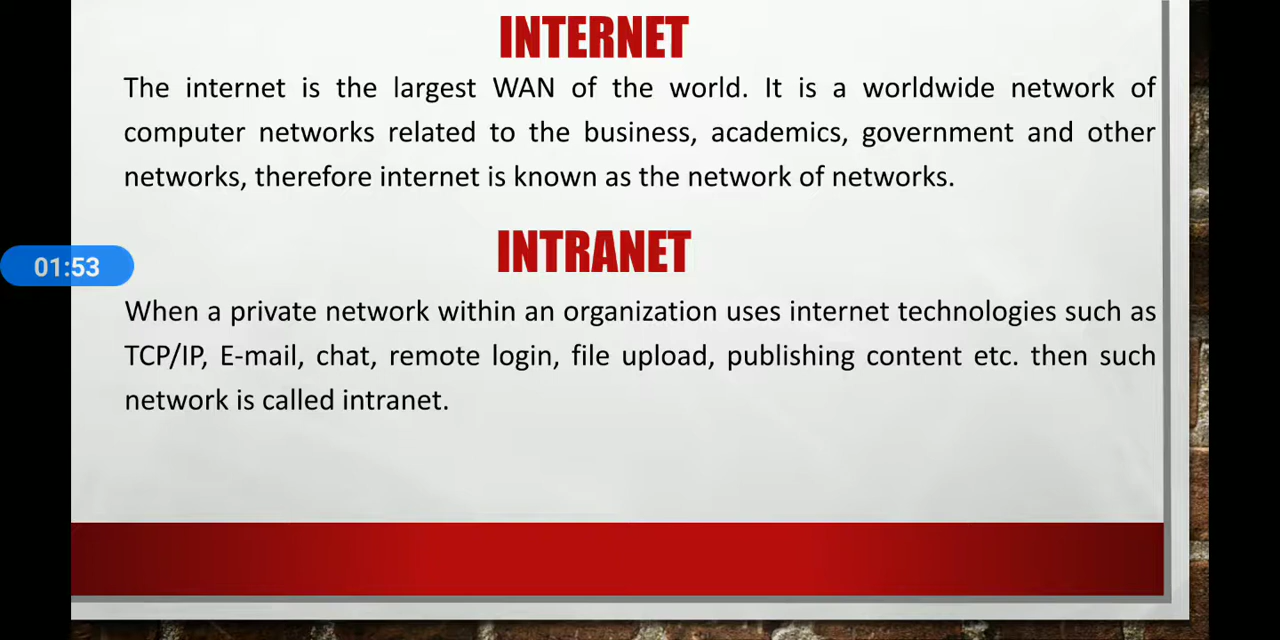 INTERNET
The internet is the largest WAN of the world. It is a worldwide network of
computer networks related to the business, academics, government and other
networks, therefore internet is known as the network of networks.
INTRANET
01:53
When a private network within an organization uses internet technologies such as
TCP/IP, E-mail, chat, remote login, file upload, publishing content etc. then such
network is called intranet.